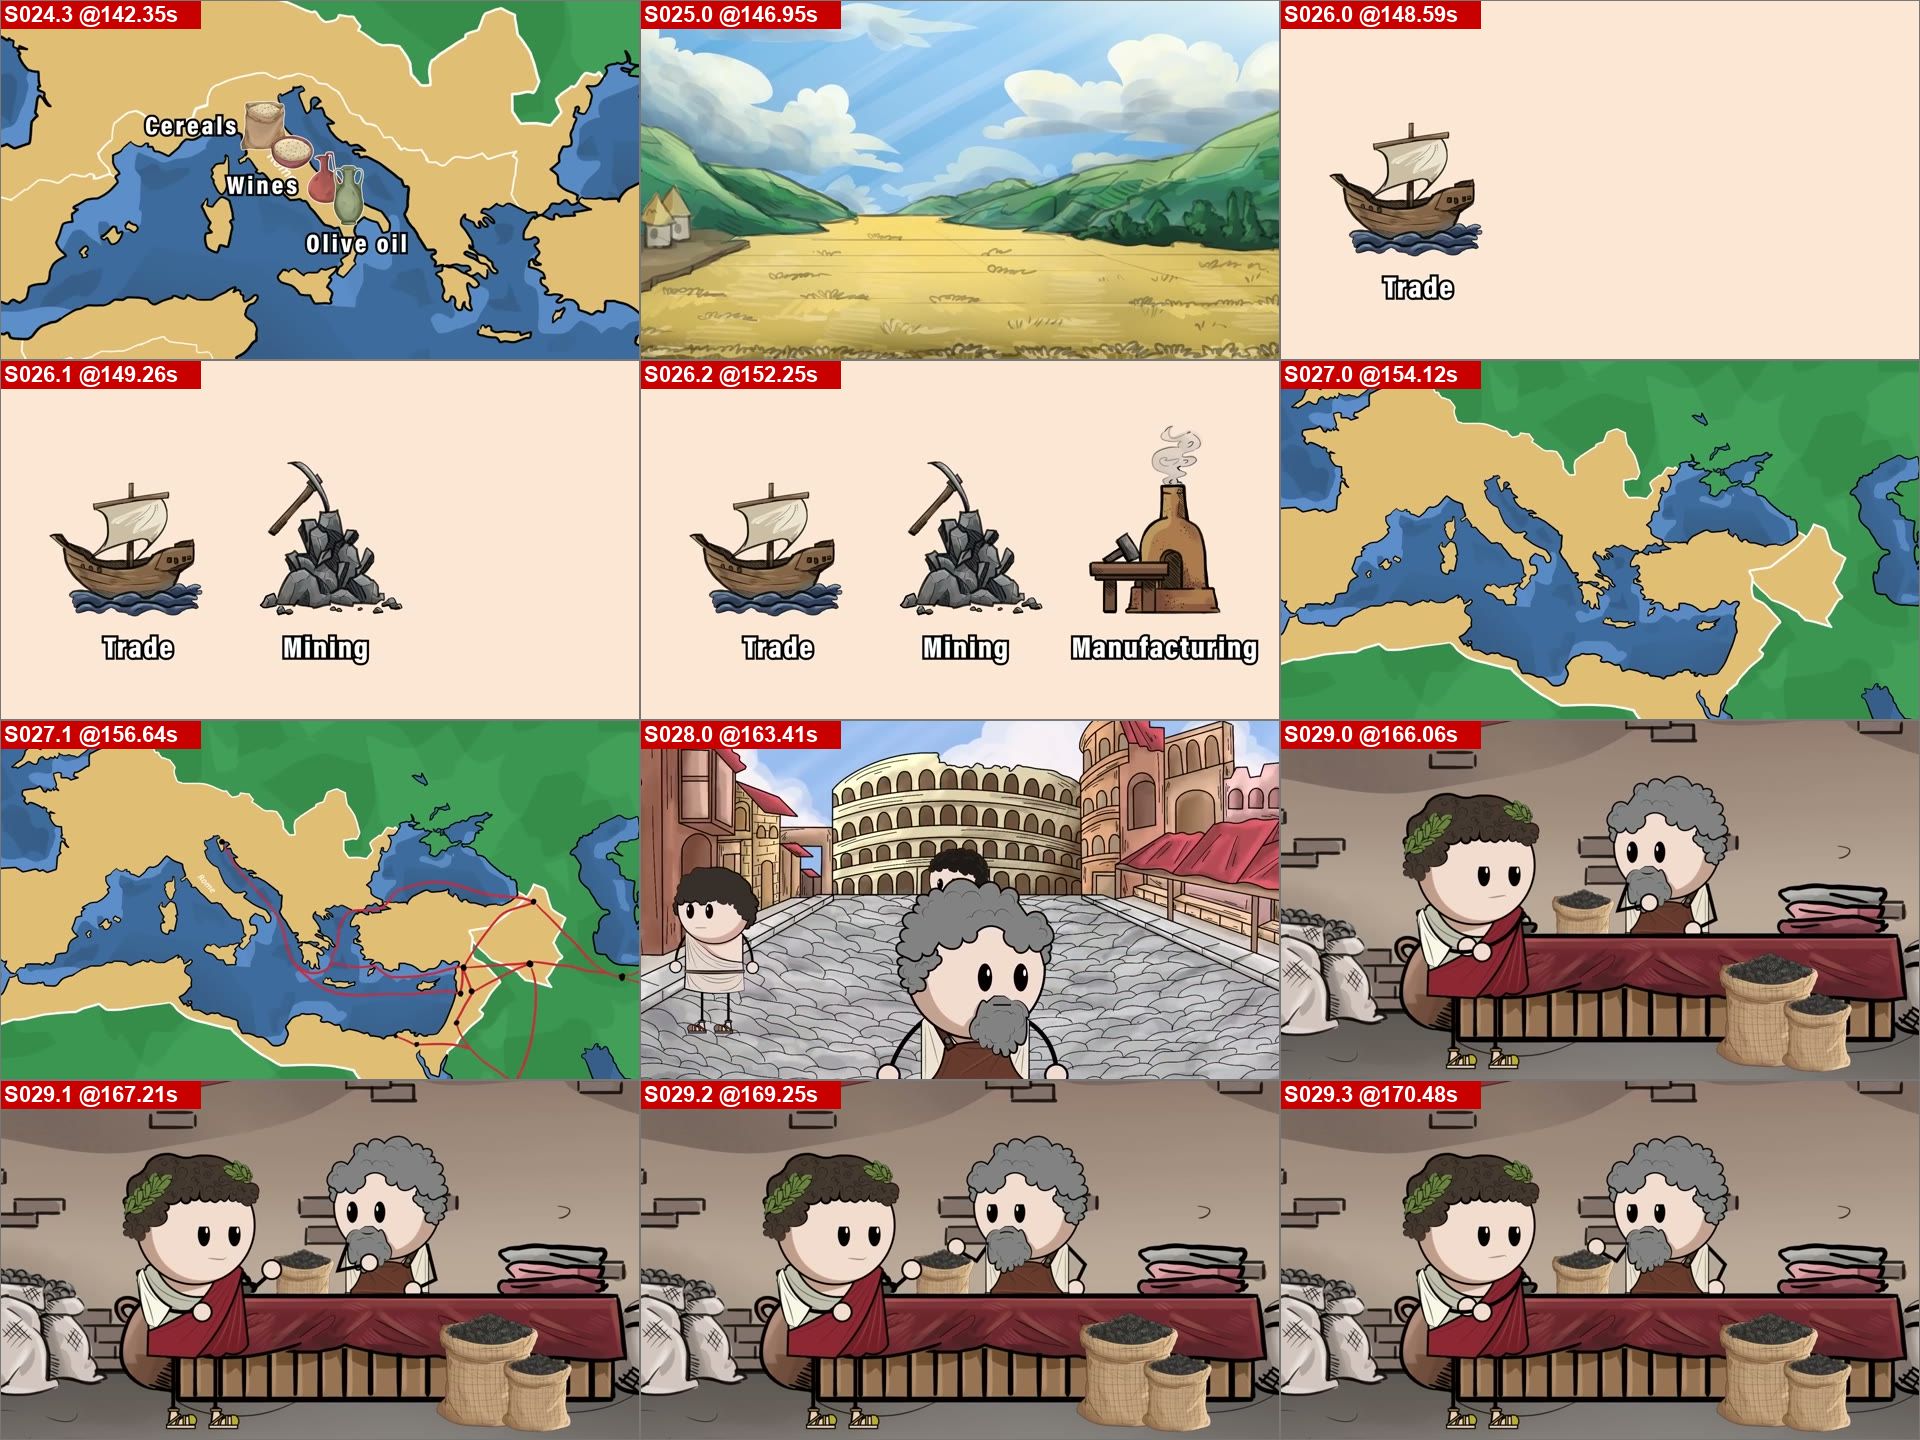 S024.3 @142.35s
Cereals
Wines
Olive oil
S025.0 @146.95s
S026.0 @148.59s
Trade
S026.1 @149.26s
Trade
Mining
S026.2 @152.25s
Trade
Mining
Manufacturing
S027.0 @154.12s
S027.1 @156.64s
Rome
S028.0 @163.41s
S029.0 @166.06s
S029.1 @167.21s
S029.2 @169.25s
S029.3 @170.48s